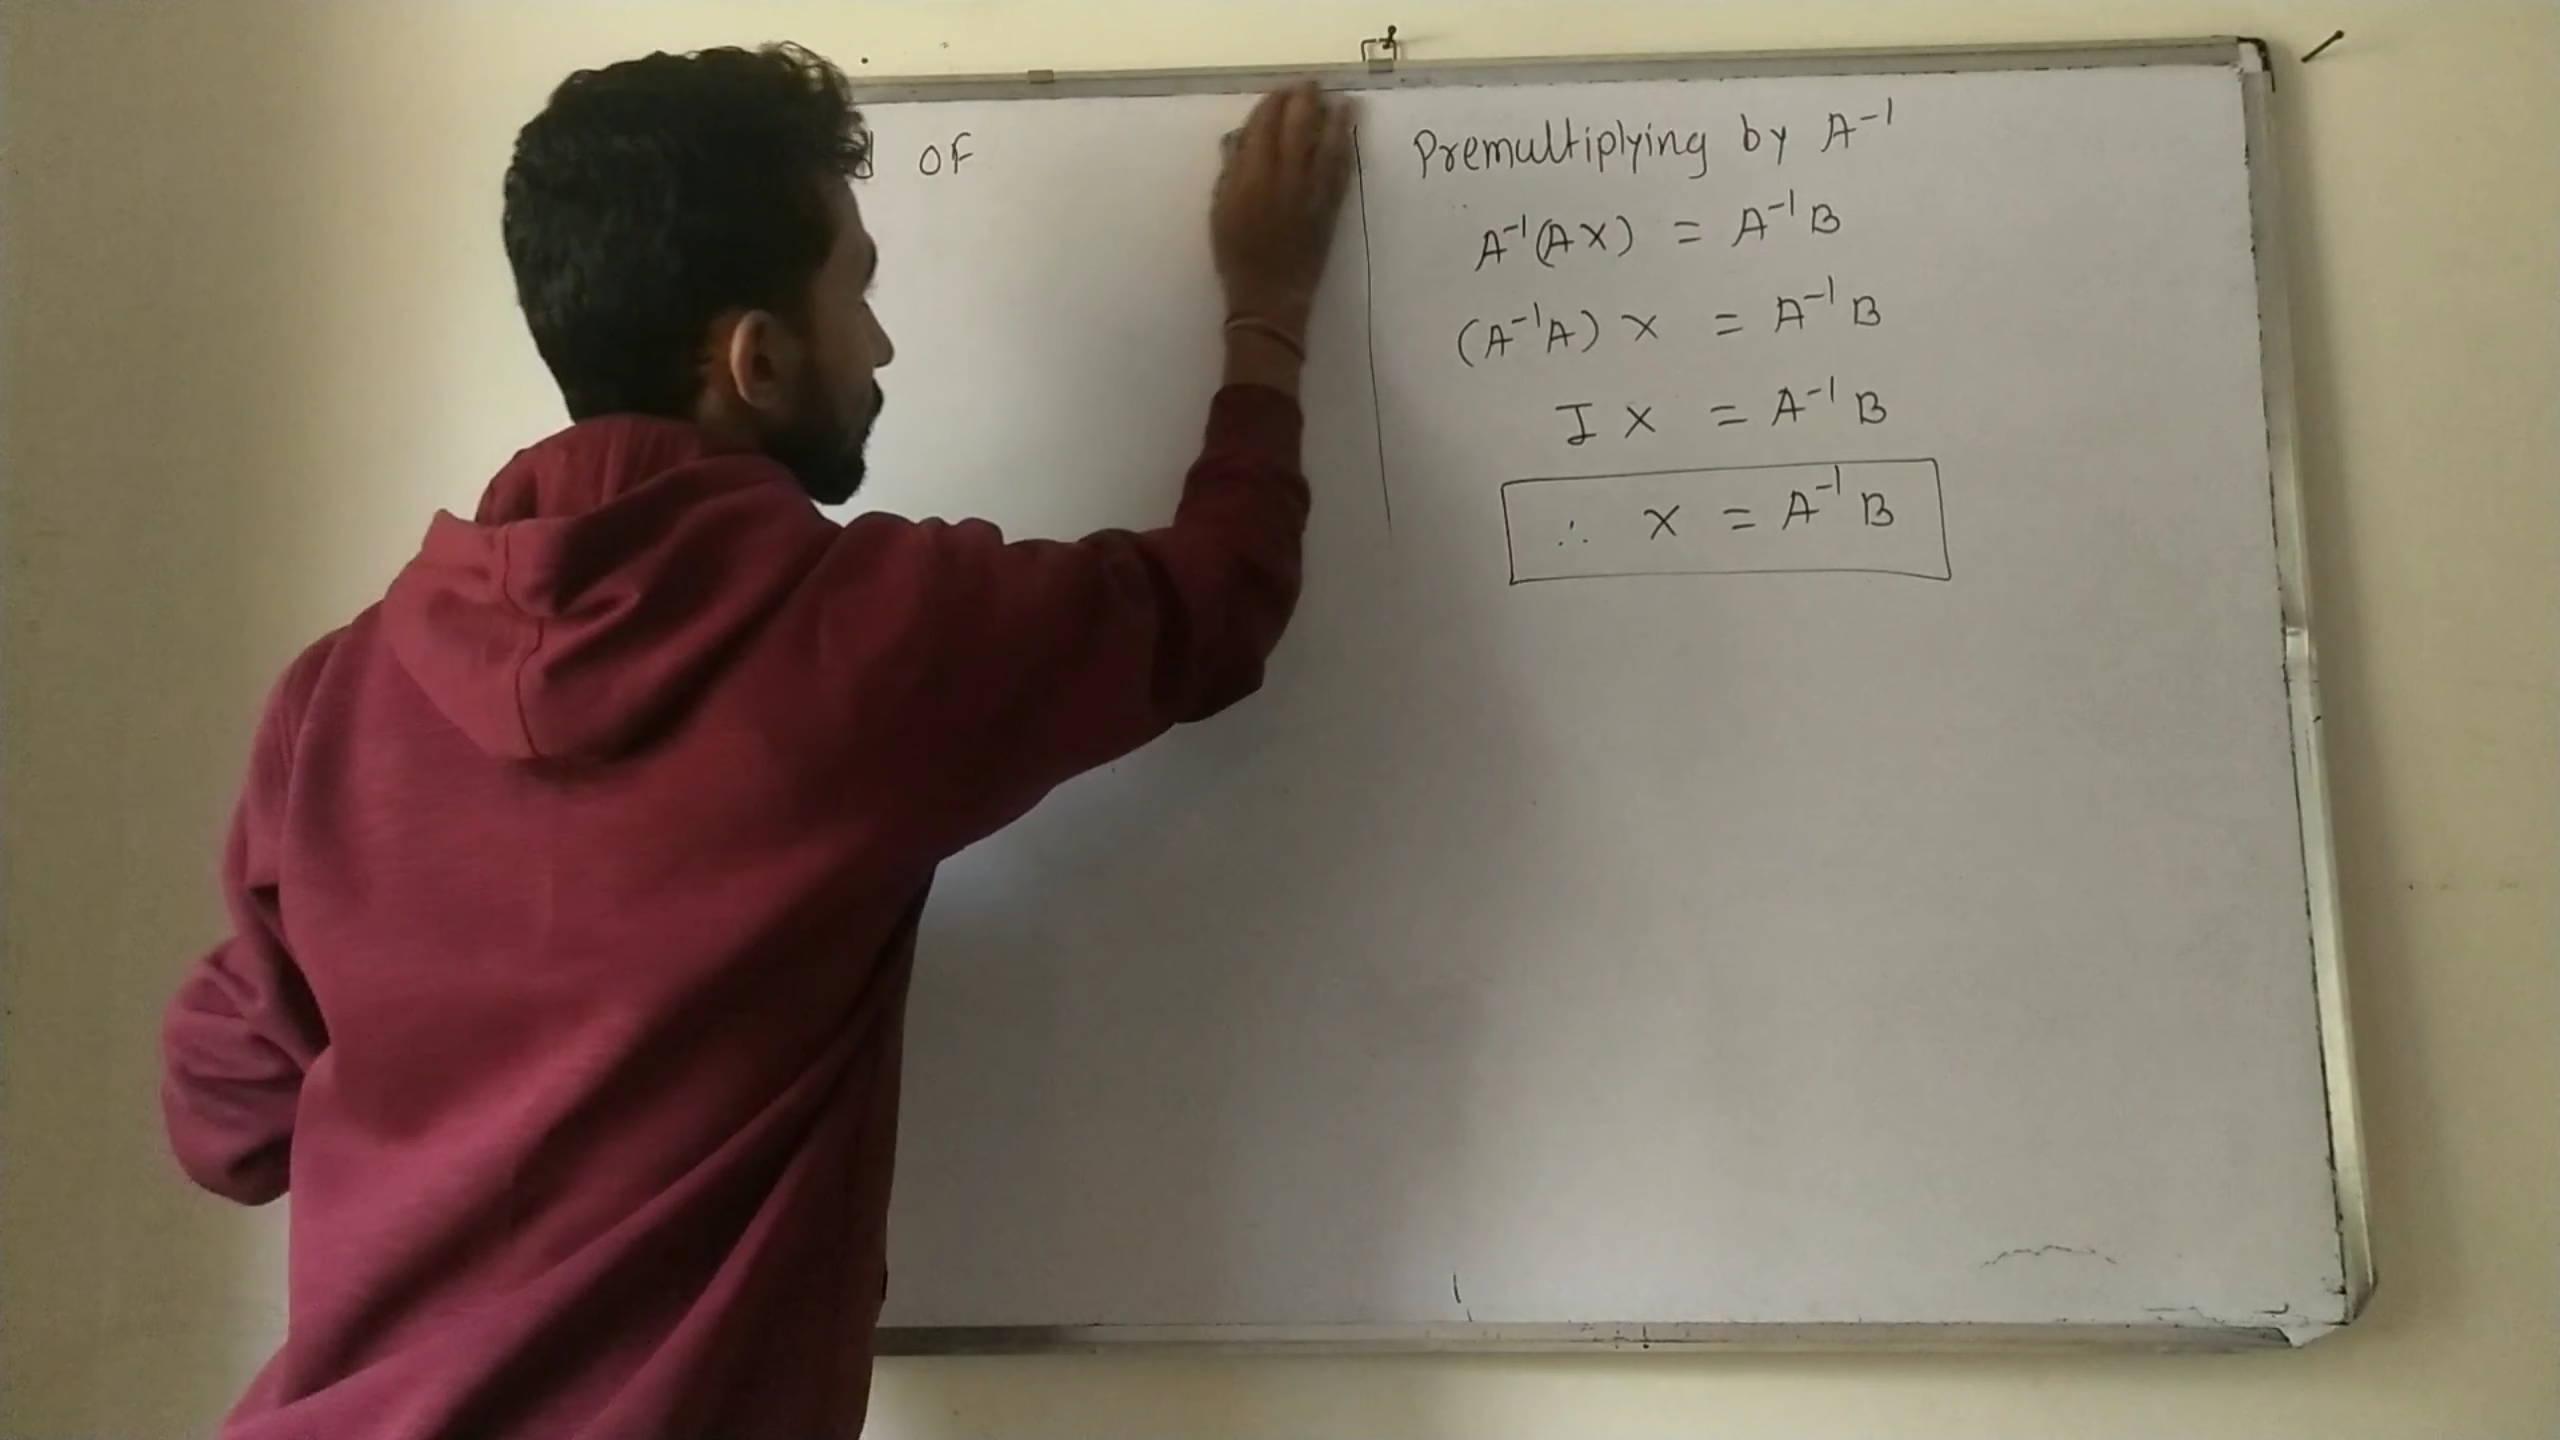 OF
Premultiplying by A⁻¹
A⁻¹(AX) = A⁻¹B
(A⁻¹A) X = A⁻¹B
I X = A⁻¹B
∴ X = A⁻¹B